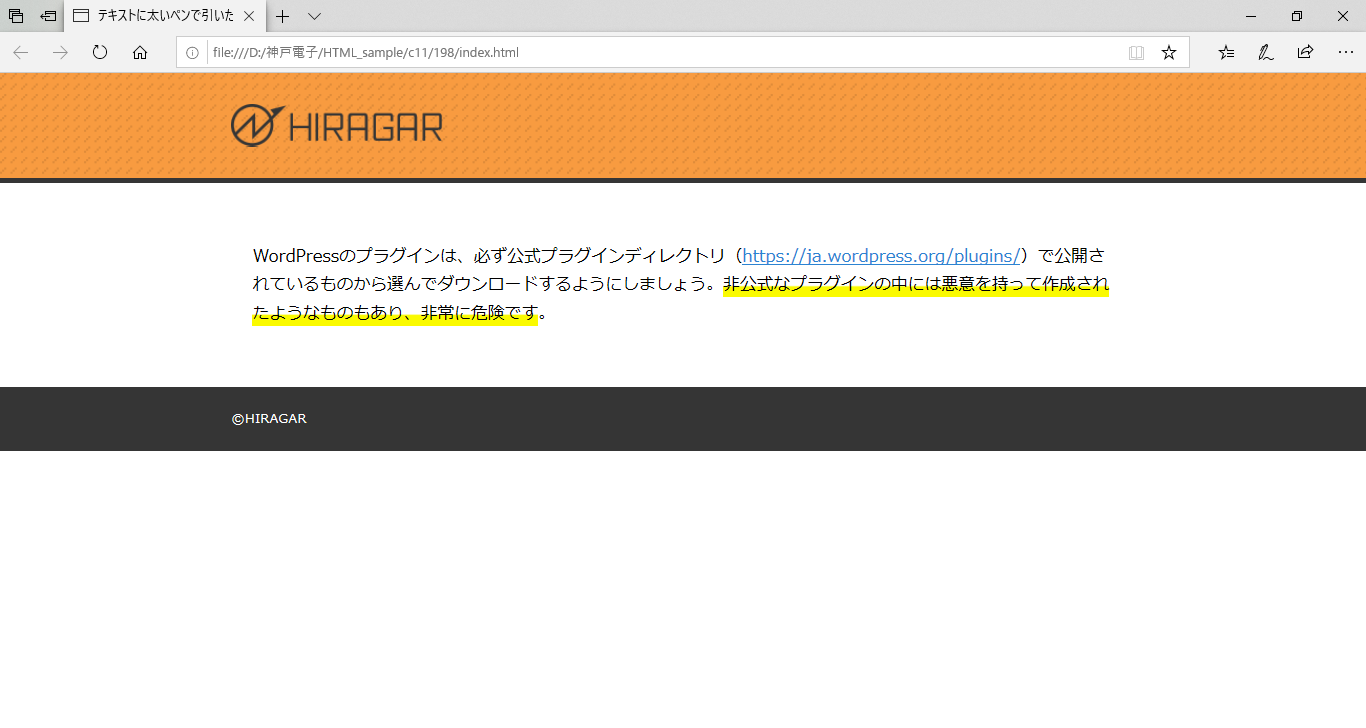 テキストに太いペンで引いた
file:///D:/神戸電子/HTML_sample/c11/198/index.html
HIRAGAR
WordPressのプラグインは、必ず公式プラグインディレクトリ（https://ja.wordpress.org/plugins/）で公開さ
れているものから選んでダウンロードするようにしましょう。非公式なプラグインの中には悪意を持って作成され
たようなものもあり、非常に危険です。
©HIRAGAR